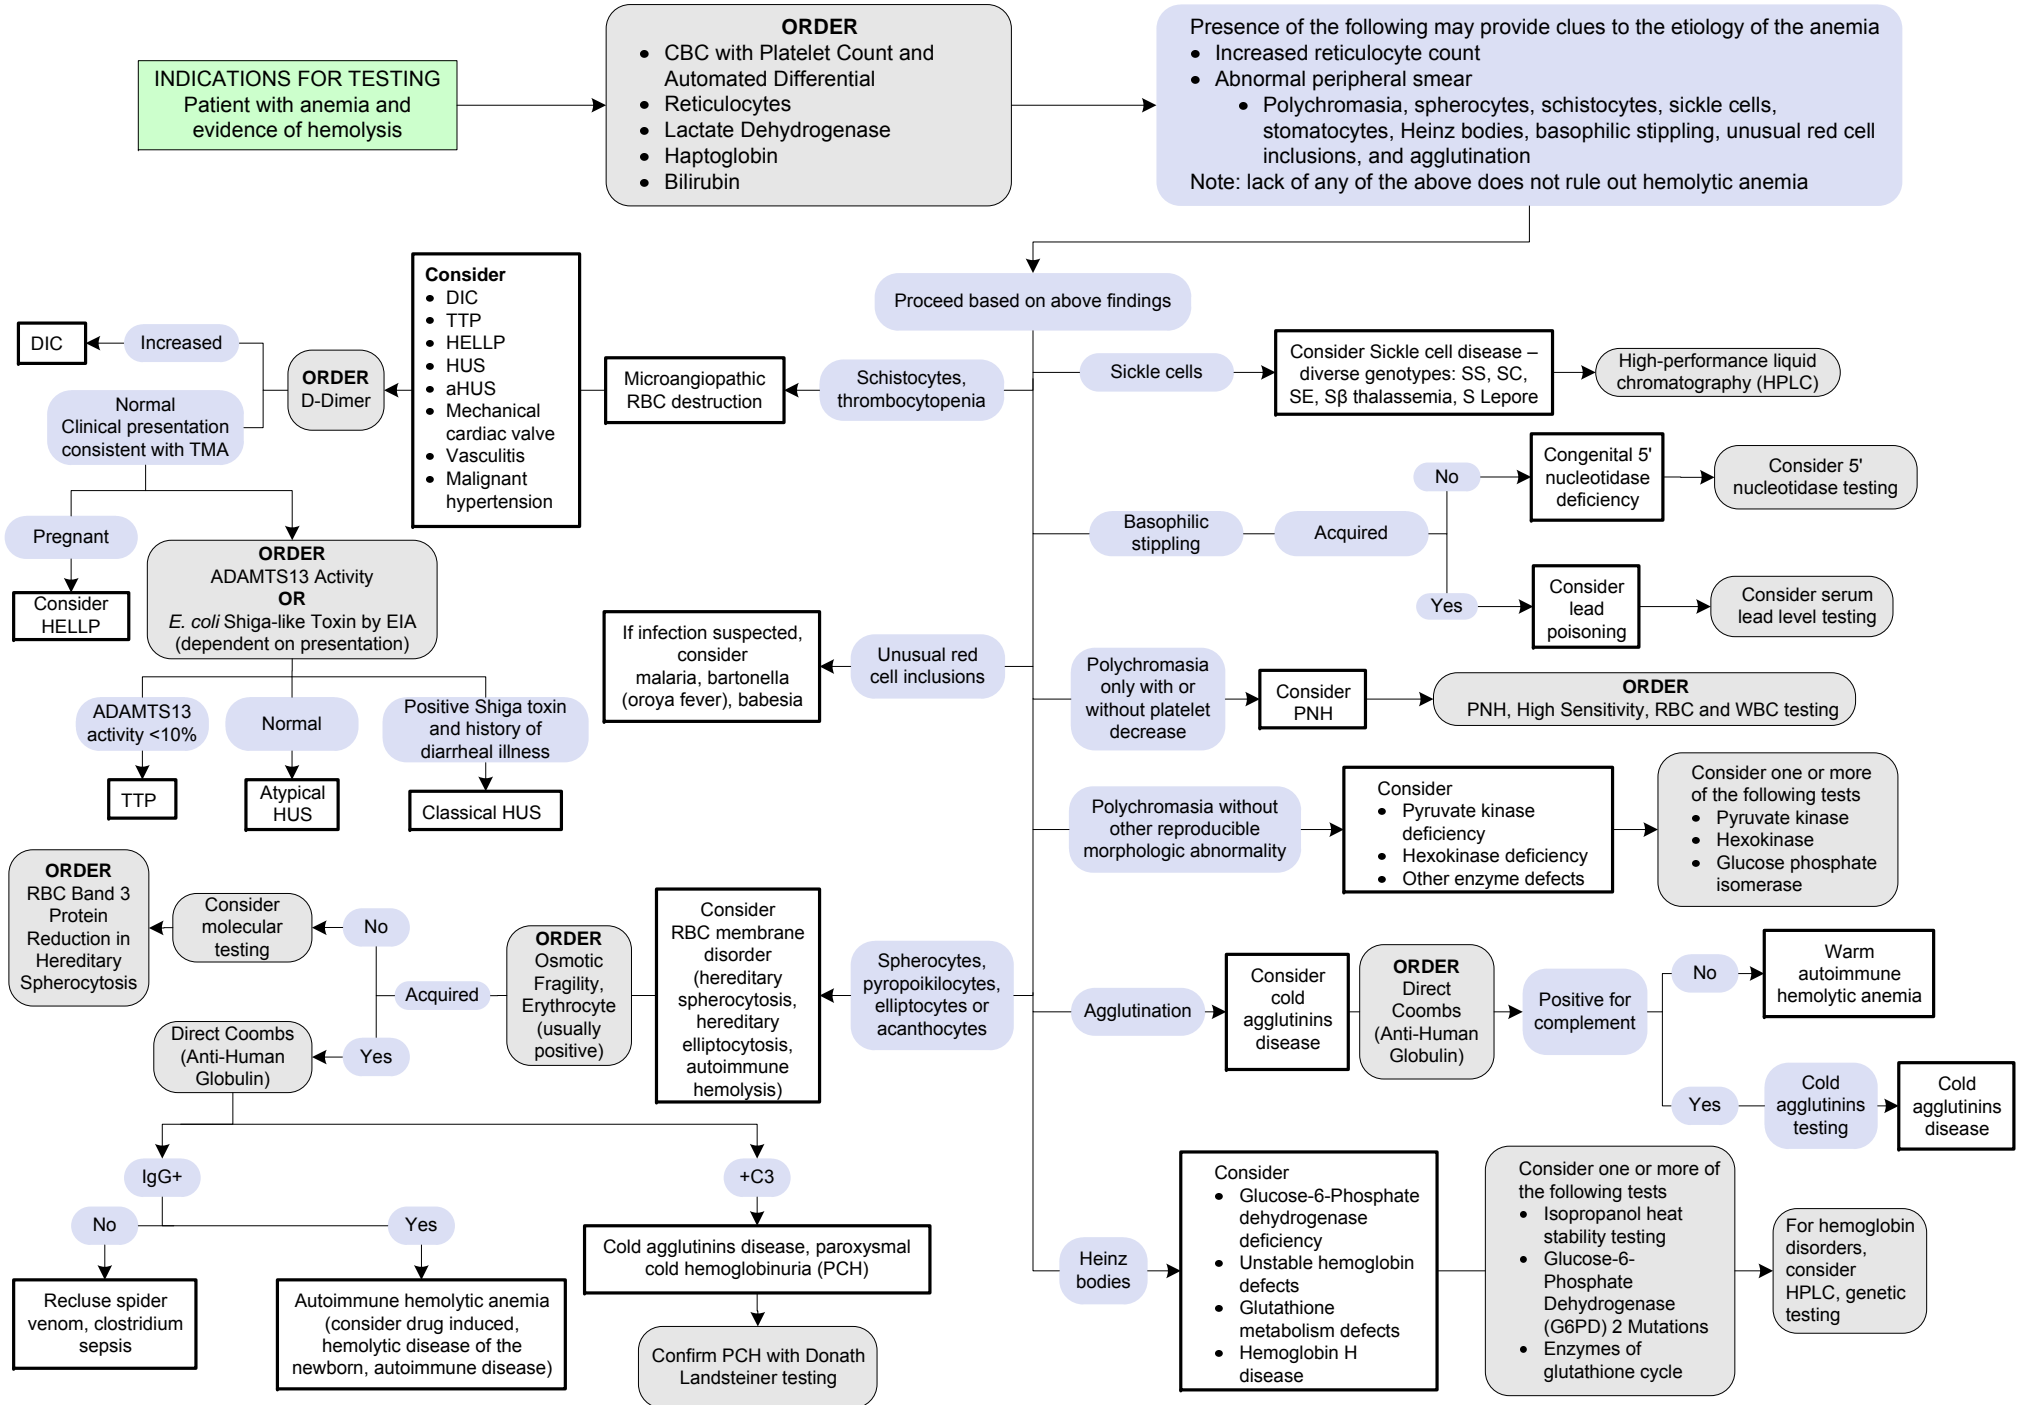 INDICATIONS FOR TESTING
Patient with anemia and
evidence of hemolysis
ORDER
• CBC with Platelet Count and
Automated Differential
• Reticulocytes
• Lactate Dehydrogenase
• Haptoglobin
• Bilirubin
Presence of the following may provide clues to the etiology of the anemia
• Increased reticulocyte count
• Abnormal peripheral smear
• Polychromasia, spherocytes, schistocytes, sickle cells,
stomatocytes, Heinz bodies, basophilic stippling, unusual red cell
inclusions, and agglutination
Note: lack of any of the above does not rule out hemolytic anemia
Proceed based on above findings
Schistocytes,
thrombocytopenia
Microangiopathic
RBC destruction
Consider
• DIC
• TTP
• HELLP
• HUS
• aHUS
• Mechanical
cardiac valve
• Vasculitis
• Malignant
hypertension
ORDER
D-Dimer
Increased
DIC
Normal
Clinical presentation
consistent with TMA
Pregnant
Consider
HELLP
ORDER
ADAMTS13 Activity
OR
E. coli Shiga-like Toxin by EIA
(dependent on presentation)
ADAMTS13
activity <10%
TTP
Normal
Atypical
HUS
Positive Shiga toxin
and history of
diarrheal illness
Classical HUS
Sickle cells
Consider Sickle cell disease –
diverse genotypes: SS, SC,
SE, Sβ thalassemia, S Lepore
High-performance liquid
chromatography (HPLC)
Basophilic
stippling
Acquired
No
Congenital 5'
nucleotidase
deficiency
Consider 5'
nucleotidase testing
Yes
Consider
lead
poisoning
Consider serum
lead level testing
Unusual red
cell inclusions
If infection suspected,
consider
malaria, bartonella
(oroya fever), babesia
Polychromasia
only with or
without platelet
decrease
Consider
PNH
ORDER
PNH, High Sensitivity, RBC and WBC testing
Polychromasia without
other reproducible
morphologic abnormality
Consider
• Pyruvate kinase
deficiency
• Hexokinase deficiency
• Other enzyme defects
Consider one or more
of the following tests
• Pyruvate kinase
• Hexokinase
• Glucose phosphate
isomerase
Spherocytes,
pyropoikilocytes,
elliptocytes or
acanthocytes
Consider
RBC membrane
disorder
(hereditary
spherocytosis,
hereditary
elliptocytosis,
autoimmune
hemolysis)
ORDER
Osmotic
Fragility,
Erythrocyte
(usually
positive)
Acquired
No
Consider
molecular
testing
ORDER
RBC Band 3
Protein
Reduction in
Hereditary
Spherocytosis
Yes
Direct Coombs
(Anti-Human
Globulin)
IgG+
No
Recluse spider
venom, clostridium
sepsis
Yes
Autoimmune hemolytic anemia
(consider drug induced,
hemolytic disease of the
newborn, autoimmune disease)
+C3
Cold agglutinins disease, paroxysmal
cold hemoglobinuria (PCH)
Confirm PCH with Donath
Landsteiner testing
Agglutination
Consider
cold
agglutinins
disease
ORDER
Direct
Coombs
(Anti-Human
Globulin)
Positive for
complement
No
Warm
autoimmune
hemolytic anemia
Yes
Cold
agglutinins
testing
Cold
agglutinins
disease
Heinz
bodies
Consider
• Glucose-6-Phosphate
dehydrogenase
deficiency
• Unstable hemoglobin
defects
• Glutathione
metabolism defects
• Hemoglobin H
disease
Consider one or more of
the following tests
• Isopropanol heat
stability testing
• Glucose-6-
Phosphate
Dehydrogenase
(G6PD) 2 Mutations
• Enzymes of
glutathione cycle
For hemoglobin
disorders,
consider
HPLC, genetic
testing